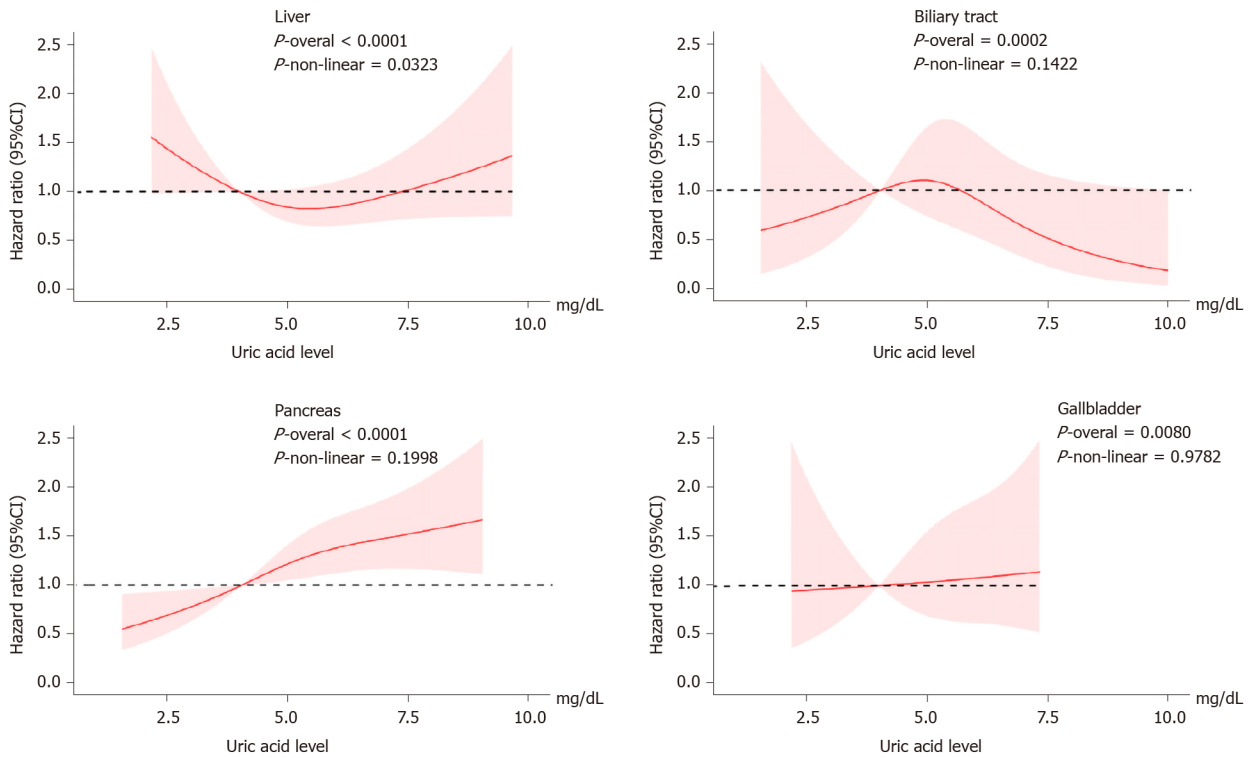 Liver
P-overal < 0.0001
P-non-linear = 0.0323
Hazard ratio (95%CI)
2.5
2.0
1.5
1.0
0.5
0.0
2.5 5.0 7.5 10.0
mg/dL
Uric acid level
Biliary tract
P-overal = 0.0002
P-non-linear = 0.1422
Hazard ratio (95%CI)
2.5
2.0
1.5
1.0
0.5
0.0
2.5 5.0 7.5 10.0
mg/dL
Uric acid level
Pancreas
P-overal < 0.0001
P-non-linear = 0.1998
Hazard ratio (95%CI)
2.5
2.0
1.5
1.0
0.5
0.0
2.5 5.0 7.5 10.0
mg/dL
Uric acid level
Gallbladder
P-overal = 0.0080
P-non-linear = 0.9782
Hazard ratio (95%CI)
2.5
2.0
1.5
1.0
0.5
0.0
2.5 5.0 7.5 10.0
mg/dL
Uric acid level